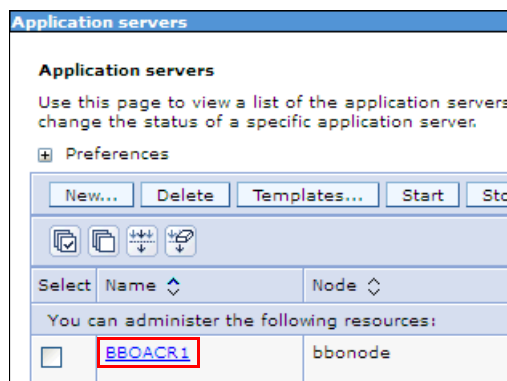 Application servers
Application servers
Use this page to view a list of the application servers
change the status of a specific application server.
Preferences
New... Delete Templates... Start Sto
Select Name Node
You can administer the following resources:
BBOACR1 bbonode